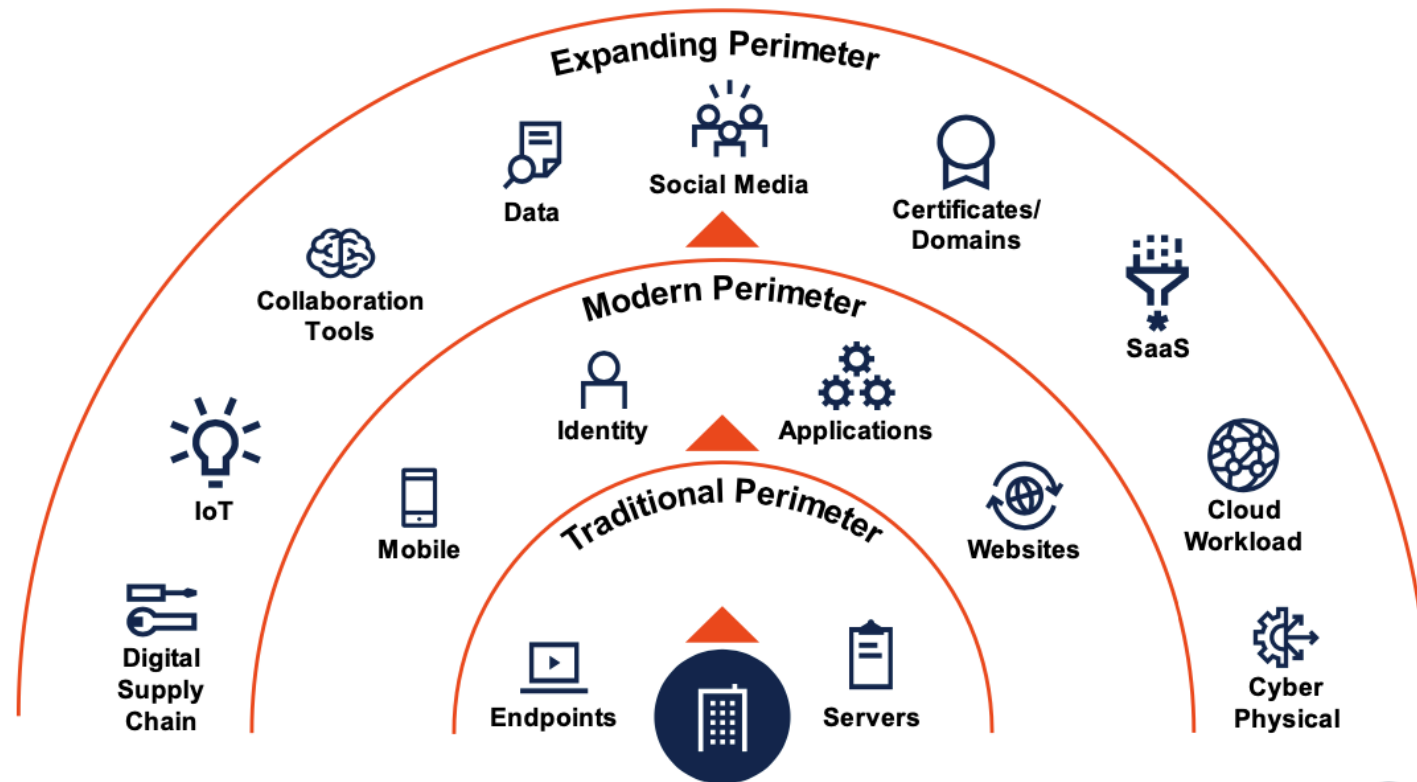 Expanding Perimeter
Social Media
Data
Certificates/
Domains
Collaboration
Tools
SaaS
IoT
Cloud
Workload
Digital
Supply
Chain
Cyber
Physical
Modern Perimeter
Identity
Applications
Mobile
Websites
Traditional Perimeter
Endpoints
Servers